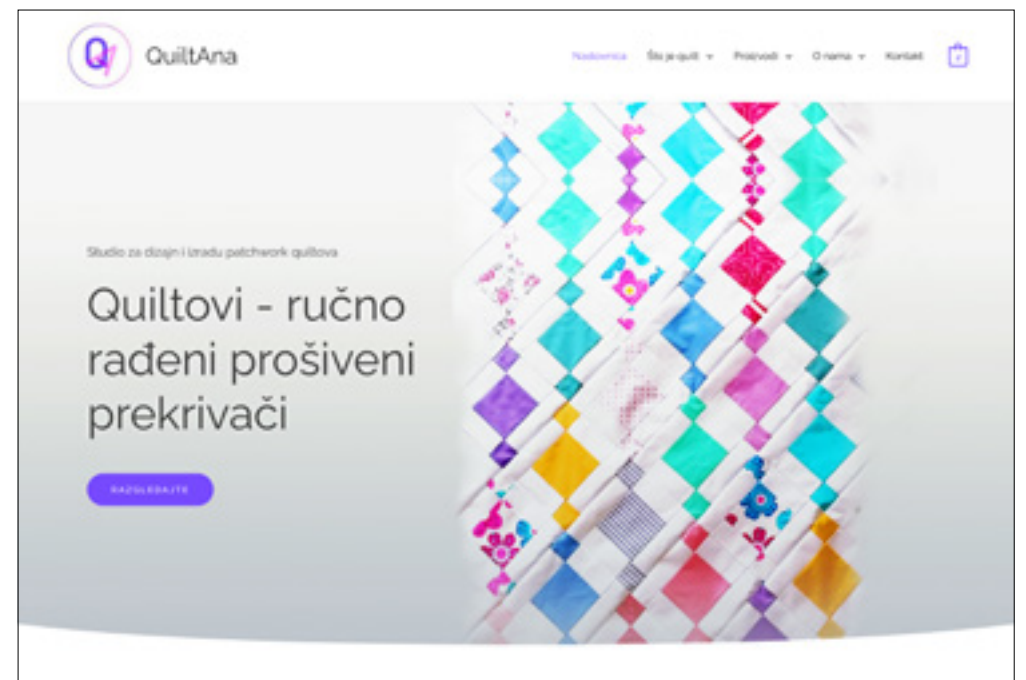 QuiltAna
Naslovnica Što je quilt Proizvodi O nama Kontakt
Studio za dizajn i izradu patchwork quiltova
Quiltovi - ručno
rađeni prošiveni
prekrivači
RAZGLEDAJTE